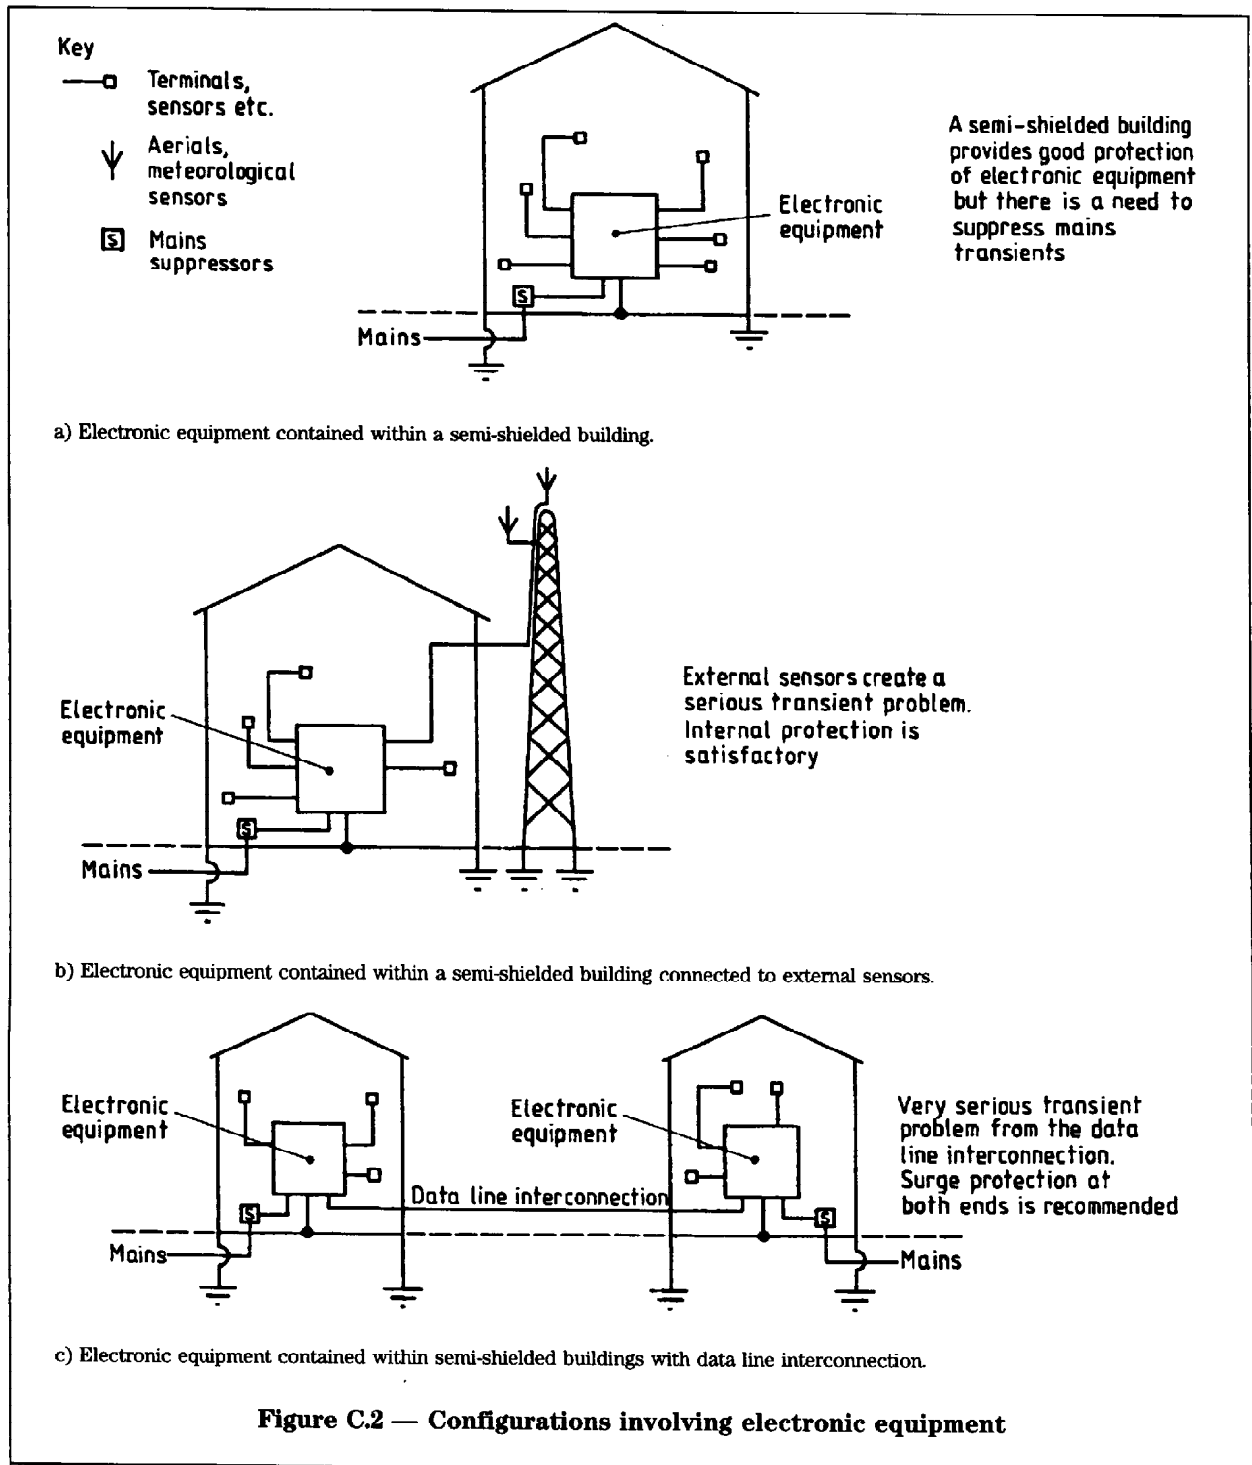 Key
Terminals,
sensors etc.
Aerials,
meteorological
sensors
S
Mains
suppressors
Electronic
equipment
S
Mains
A semi-shielded building
provides good protection
of electronic equipment
but there is a need to
suppress mains
transients
a) Electronic equipment contained within a semi-shielded building.
Electronic
equipment
S
Mains
External sensors create a
serious transient problem.
Internal protection is
satisfactory
b) Electronic equipment contained within a semi-shielded building connected to external sensors.
Electronic
equipment
S
Mains
Data line interconnection
Electronic
equipment
S
Mains
Very serious transient
problem from the data
line interconnection.
Surge protection at
both ends is recommended
c) Electronic equipment contained within semi-shielded buildings with data line interconnection.
Figure C.2 — Configurations involving electronic equipment